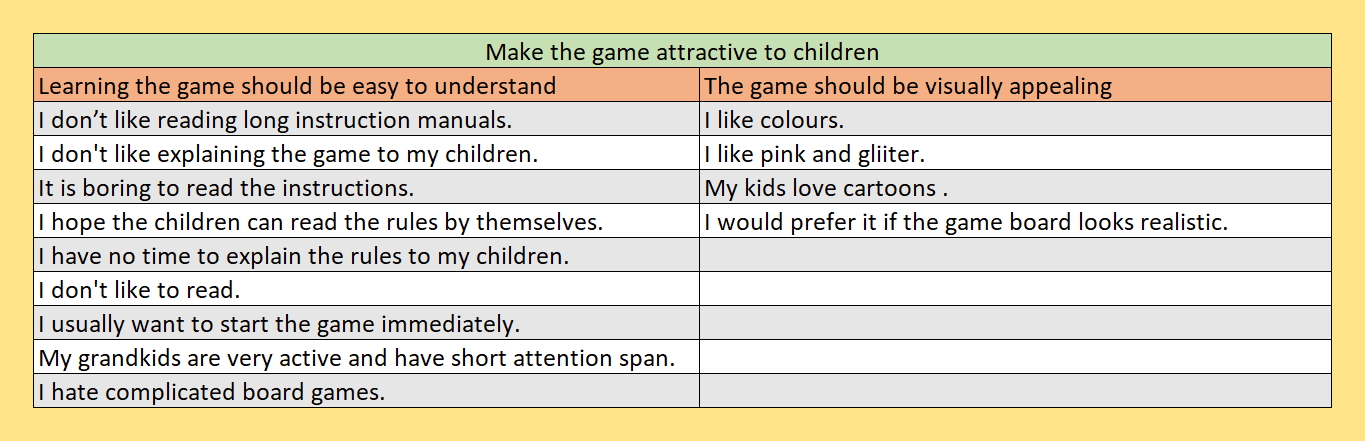 Make the game attractive to children
Learning the game should be easy to understand The game should be visually appealing
I don’t like reading long instruction manuals. I like colours.
I don't like explaining the game to my children. I like pink and gliiter.
It is boring to read the instructions. My kids love cartoons .
I hope the children can read the rules by themselves. I would prefer it if the game board looks realistic.
I have no time to explain the rules to my children.
I don't like to read.
I usually want to start the game immediately.
My grandkids are very active and have short attention span.
I hate complicated board games.